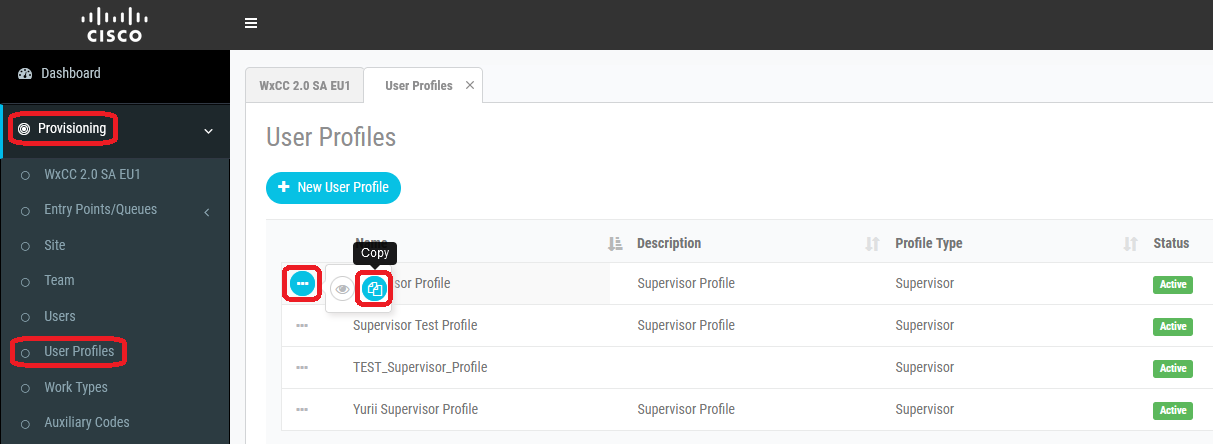 CISCO
Dashboard
Provisioning
WxCC 2.0 SA EU1
Entry Points/Queues
Site
Team
Users
User Profiles
Work Types
Auxiliary Codes
WxCC 2.0 SA EU1 User Profiles ×
User Profiles
+ New User Profile
Copy
Name Description Profile Type Status
sor Profile Supervisor Profile Supervisor Active
Supervisor Test Profile Supervisor Profile Supervisor Active
TEST_Supervisor_Profile Supervisor Active
Yurii Supervisor Profile Supervisor Profile Supervisor Active